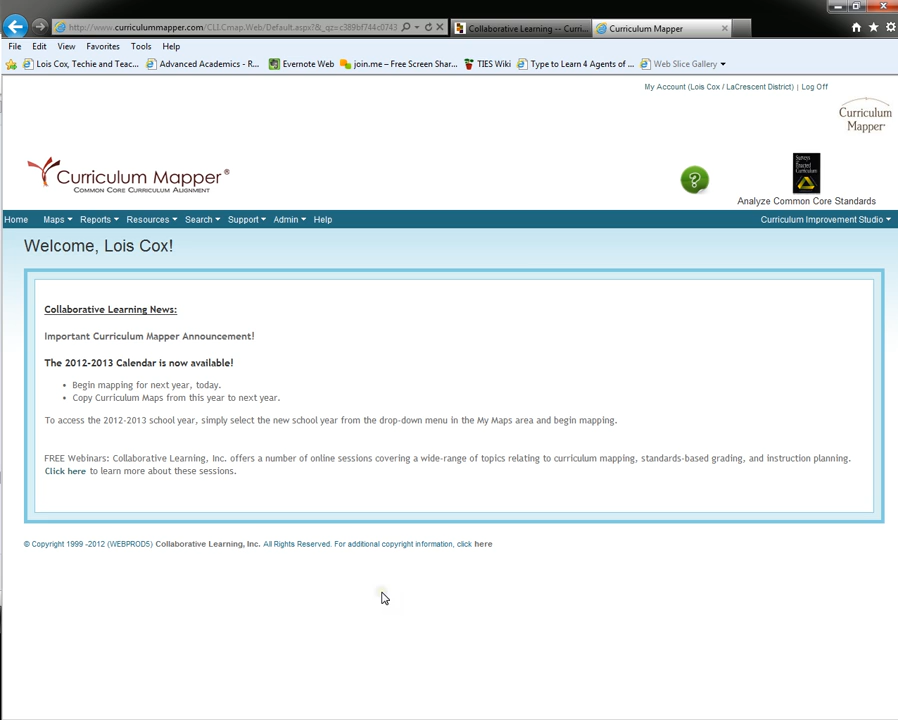 http://www.curriculummapper.com/CLI.Cmap.Web/Default.aspx?&_qz=c389bf744c0743
Collaborative Learning -- Curri...
Curriculum Mapper
File Edit View Favorites Tools Help
Lois Cox, Techie and Teac... Advanced Academics - R... Evernote Web join.me – Free Screen Shar... TIES Wiki Type to Learn 4 Agents of ... Web Slice Gallery
My Account (Lois Cox / LaCrescent District) | Log Off
Curriculum
Mapper
Curriculum Mapper®
COMMON CORE CURRICULUM ALIGNMENT
?
Analyze Common Core Standards
Home Maps Reports Resources Search Support Admin Help Curriculum Improvement Studio
Welcome, Lois Cox!
Collaborative Learning News:
Important Curriculum Mapper Announcement!
The 2012-2013 Calendar is now available!
• Begin mapping for next year, today.
• Copy Curriculum Maps from this year to next year.
To access the 2012-2013 school year, simply select the new school year from the drop-down menu in the My Maps area and begin mapping.
FREE Webinars: Collaborative Learning, Inc. offers a number of online sessions covering a wide-range of topics relating to curriculum mapping, standards-based grading, and instruction planning.
Click here to learn more about these sessions.
© Copyright 1999 -2012 (WEBPROD5) Collaborative Learning, Inc. All Rights Reserved. For additional copyright information, click here